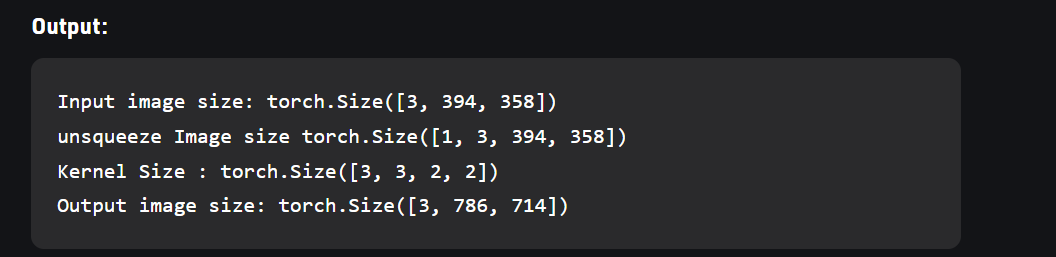 Output:
Input image size: torch.Size([3, 394, 358])
unsqueeze Image size torch.Size([1, 3, 394, 358])
Kernel Size : torch.Size([3, 3, 2, 2])
Output image size: torch.Size([3, 786, 714])